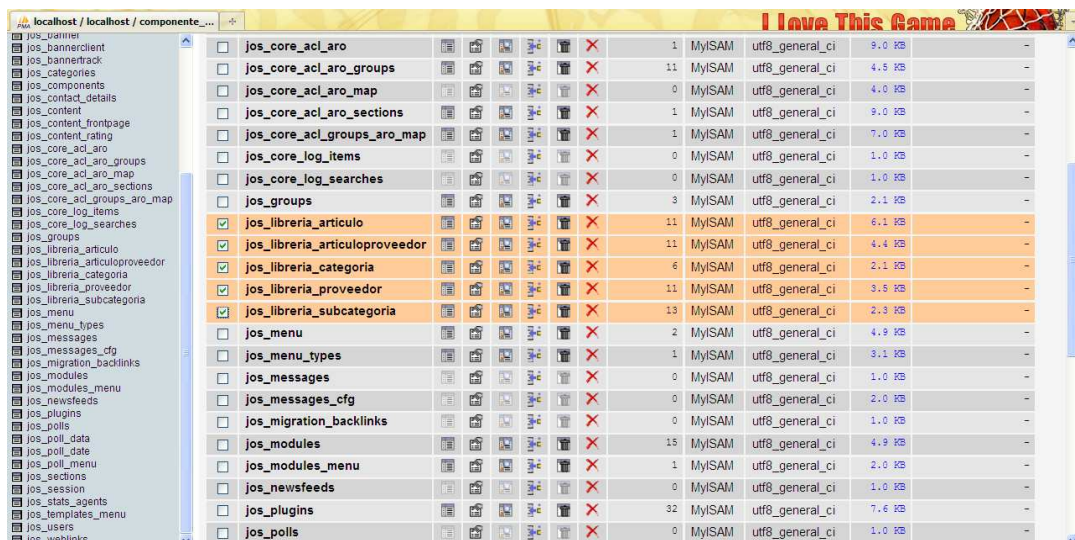 localhost / localhost / componente_...
I Love This Game
jos_banner
jos_bannerclient
jos_bannertrack
jos_categories
jos_components
jos_contact_details
jos_content
jos_content_frontpage
jos_content_rating
jos_core_acl_aro
jos_core_acl_aro_groups
jos_core_acl_aro_map
jos_core_acl_aro_sections
jos_core_acl_groups_aro_map
jos_core_log_items
jos_core_log_searches
jos_groups
jos_libreria_articulo
jos_libreria_articuloproveedor
jos_libreria_categoria
jos_libreria_proveedor
jos_libreria_subcategoria
jos_menu
jos_menu_types
jos_messages
jos_messages_cfg
jos_migration_backlinks
jos_modules
jos_modules_menu
jos_newsfeeds
jos_plugins
jos_polls
jos_poll_data
jos_poll_date
jos_poll_menu
jos_sections
jos_session
jos_stats_agents
jos_templates_menu
jos_users
jos_weblinks
jos_core_acl_aro 1 MyISAM utf8_general_ci 9.0 KB -
jos_core_acl_aro_groups 11 MyISAM utf8_general_ci 4.5 KB -
jos_core_acl_aro_map 0 MyISAM utf8_general_ci 4.0 KB -
jos_core_acl_aro_sections 1 MyISAM utf8_general_ci 9.0 KB -
jos_core_acl_groups_aro_map 1 MyISAM utf8_general_ci 7.0 KB -
jos_core_log_items 0 MyISAM utf8_general_ci 1.0 KB -
jos_core_log_searches 0 MyISAM utf8_general_ci 1.0 KB -
jos_groups 3 MyISAM utf8_general_ci 2.1 KB -
jos_libreria_articulo 11 MyISAM utf8_general_ci 6.1 KB -
jos_libreria_articuloproveedor 11 MyISAM utf8_general_ci 4.4 KB -
jos_libreria_categoria 6 MyISAM utf8_general_ci 2.1 KB -
jos_libreria_proveedor 11 MyISAM utf8_general_ci 3.5 KB -
jos_libreria_subcategoria 13 MyISAM utf8_general_ci 2.3 KB -
jos_menu 2 MyISAM utf8_general_ci 4.9 KB -
jos_menu_types 1 MyISAM utf8_general_ci 3.1 KB -
jos_messages 0 MyISAM utf8_general_ci 1.0 KB -
jos_messages_cfg 0 MyISAM utf8_general_ci 2.0 KB -
jos_migration_backlinks 0 MyISAM utf8_general_ci 1.0 KB -
jos_modules 15 MyISAM utf8_general_ci 4.9 KB -
jos_modules_menu 1 MyISAM utf8_general_ci 2.0 KB -
jos_newsfeeds 0 MyISAM utf8_general_ci 1.0 KB -
jos_plugins 32 MyISAM utf8_general_ci 7.6 KB -
jos_polls 0 MyISAM utf8_general_ci 1.0 KB -